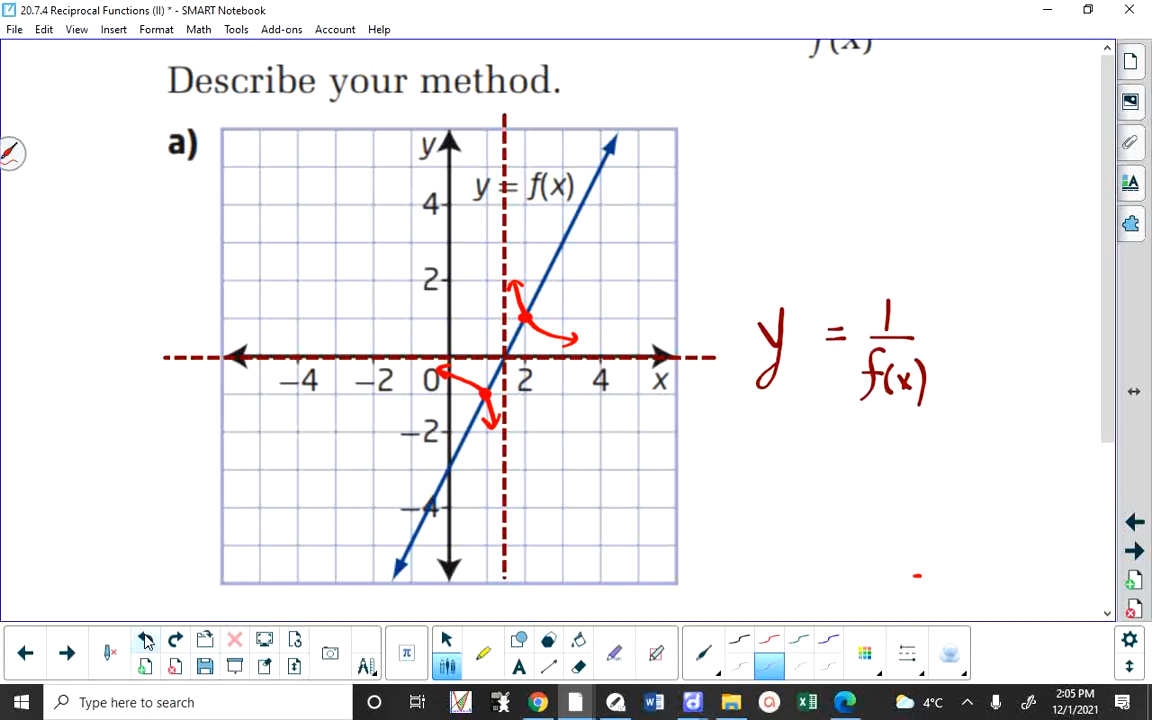 20.7.4 Reciprocal Functions (II) * - SMART Notebook
File Edit View Insert Format Math Tools Add-ons Account Help
f(x)
Describe your method.
a)
y
y = f(x)
4
2
-4 -2 0 2 4 x
-2
-4
y = 1
f(x)
π
A
Type here to search
4°C
2:05 PM
12/1/2021